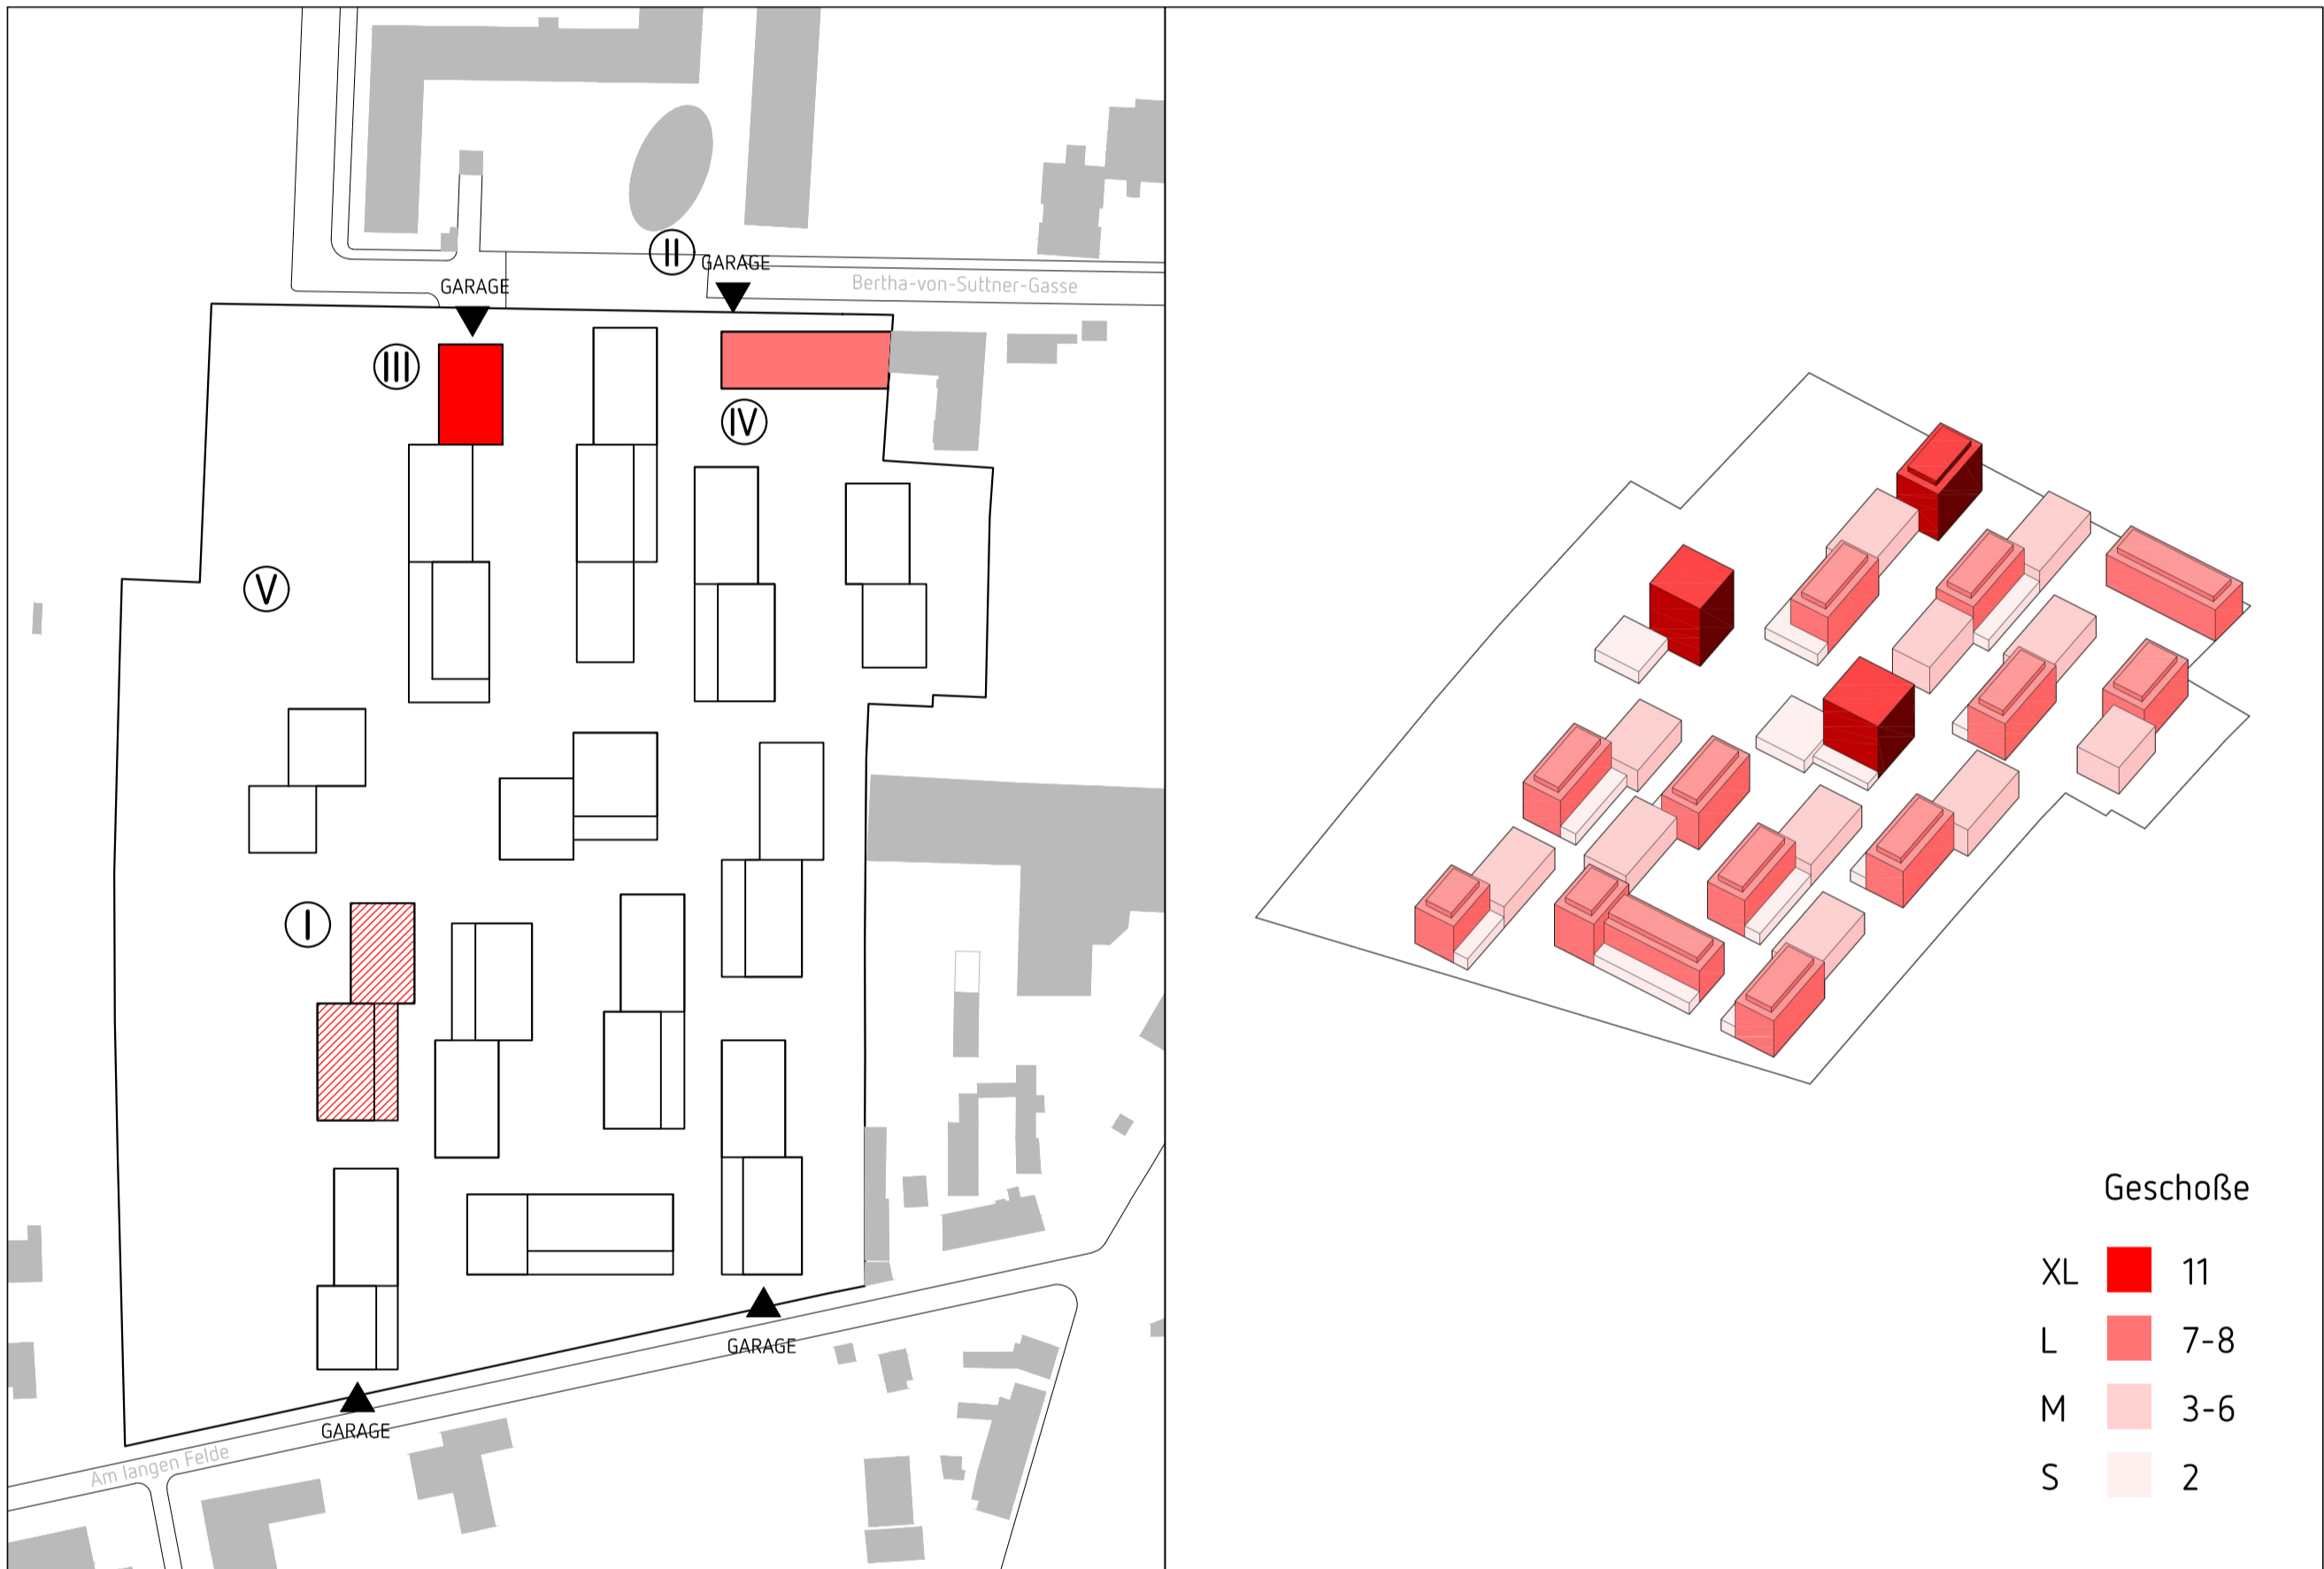 II
GARAGE
Bertha-von-Suttner-Gasse
GARAGE
III
IV
V
I
GARAGE
GARAGE
Am langen Felde
Geschoße
XL 11
L 7-8
M 3-6
S 2